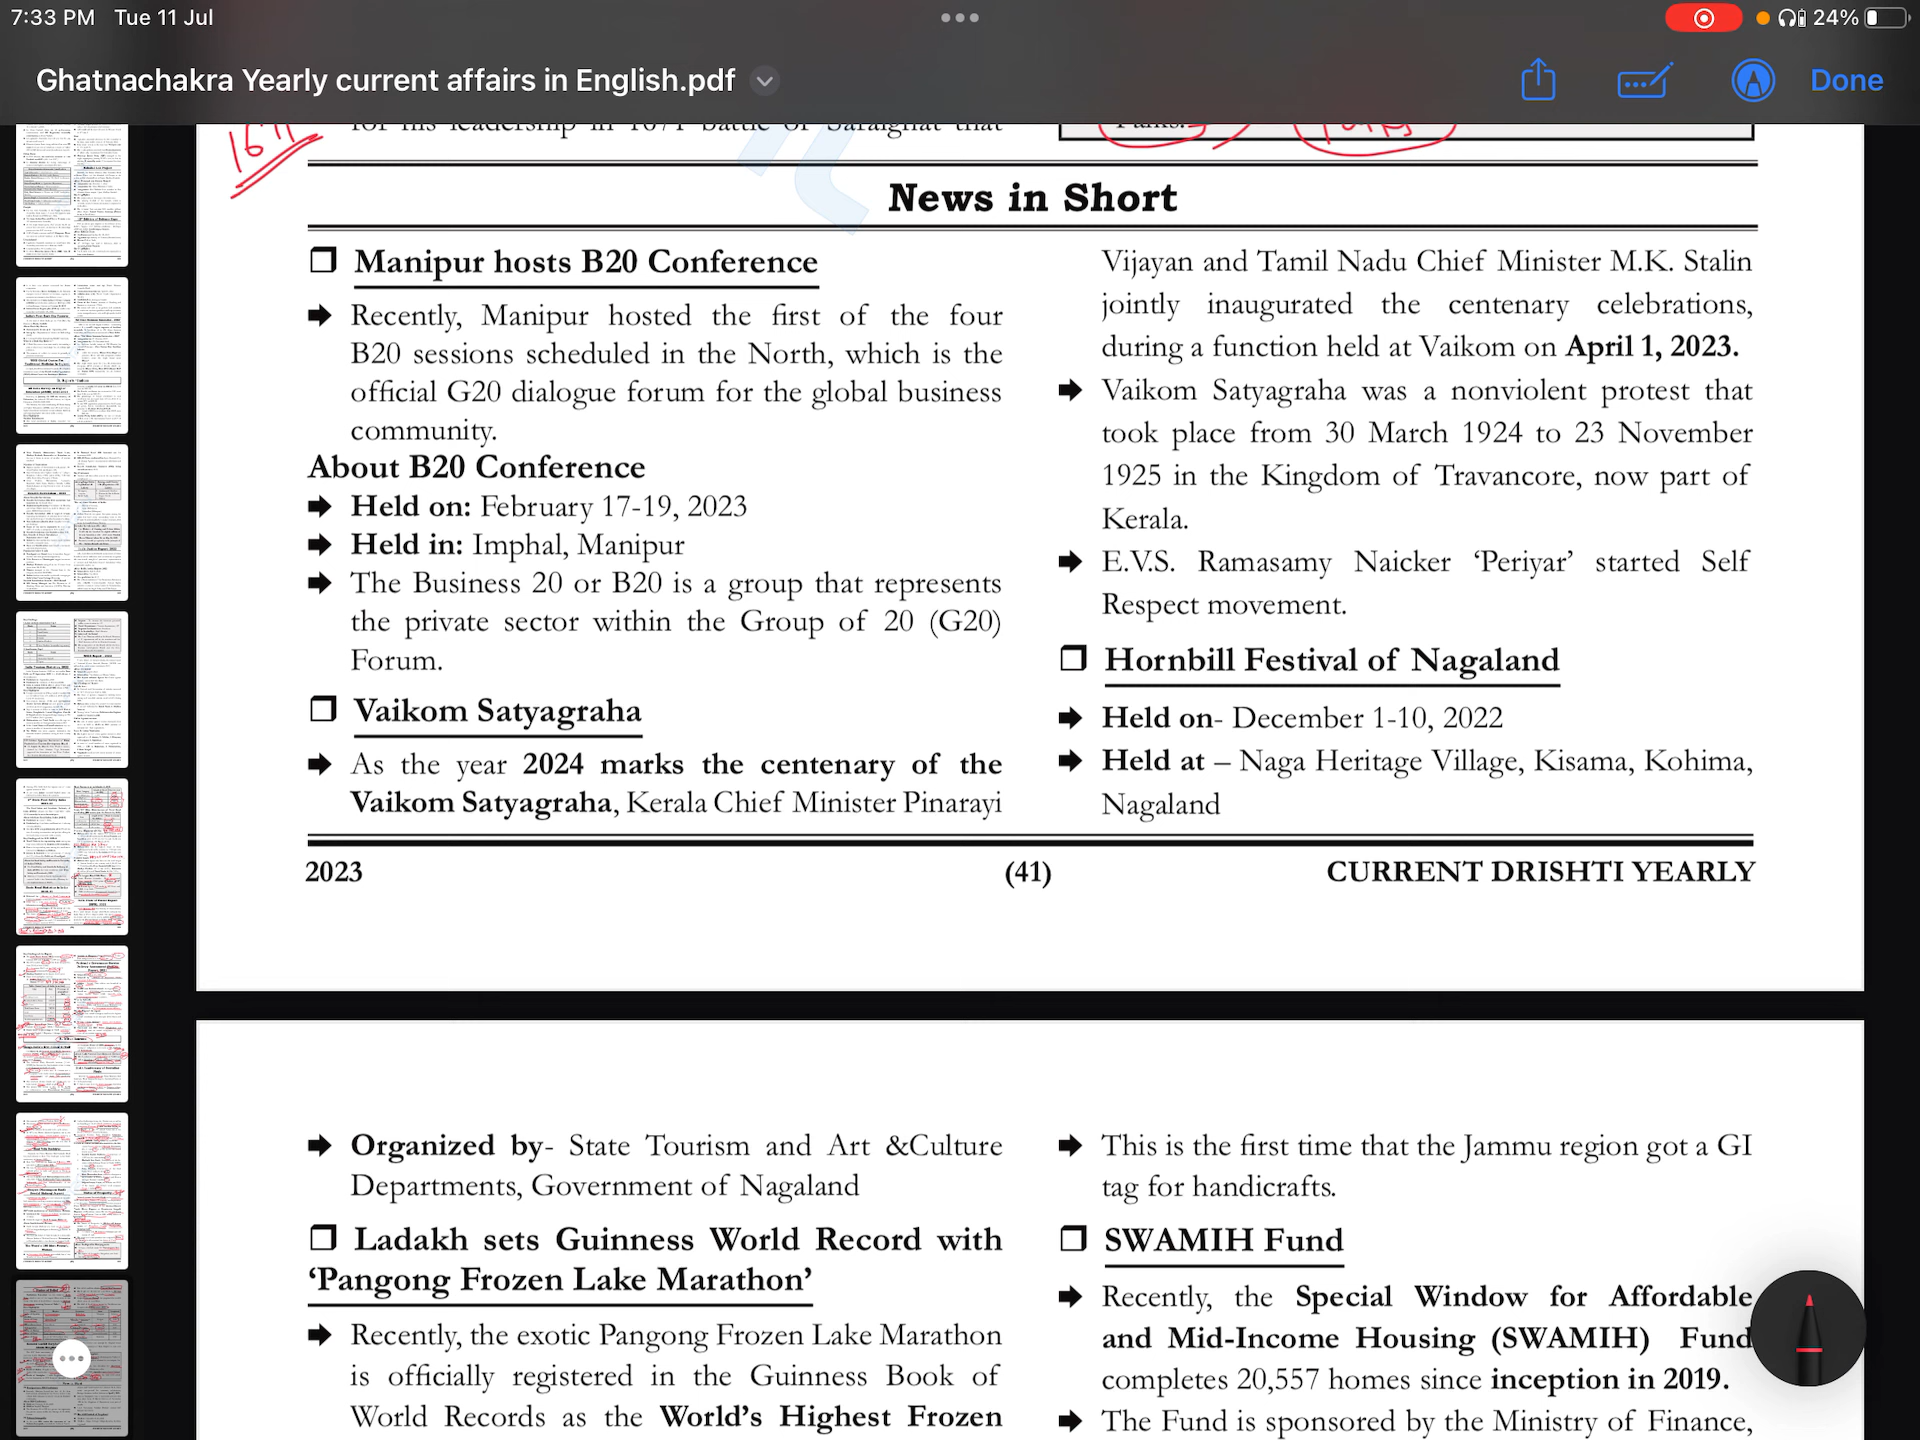 7:33 PM Tue 11 Jul
24%
Ghatnachakra Yearly current affairs in English.pdf
Done
1671
for his leadership in 1671 battle of Saraighat that
Parks.
News in Short
Manipur hosts B20 Conference
Recently, Manipur hosted the first of the four
B20 sessions scheduled in the North, which is the
official G20 dialogue forum for the global business
community.
About B20 Conference
Held on: February 17-19, 2023
Held in: Imphal, Manipur
The Business 20 or B20 is a group that represents
the private sector within the Group of 20 (G20)
Forum.
Vaikom Satyagraha
As the year 2024 marks the centenary of the
Vaikom Satyagraha, Kerala Chief Minister Pinarayi
Vijayan and Tamil Nadu Chief Minister M.K. Stalin
jointly inaugurated the centenary celebrations,
during a function held at Vaikom on April 1, 2023.
Vaikom Satyagraha was a nonviolent protest that
took place from 30 March 1924 to 23 November
1925 in the Kingdom of Travancore, now part of
Kerala.
E.V.S. Ramasamy Naicker ‘Periyar’ started Self
Respect movement.
Hornbill Festival of Nagaland
Held on- December 1-10, 2022
Held at – Naga Heritage Village, Kisama, Kohima,
Nagaland
2023 (41) CURRENT DRISHTI YEARLY
Organized by- State Tourism and Art &Culture
Departments, Government of Nagaland
Ladakh sets Guinness World Record with
‘Pangong Frozen Lake Marathon’
Recently, the exotic Pangong Frozen Lake Marathon
is officially registered in the Guinness Book of
World Records as the World’s Highest Frozen
This is the first time that the Jammu region got a GI
tag for handicrafts.
SWAMIH Fund
Recently, the Special Window for Affordable
and Mid-Income Housing (SWAMIH) Fund
completes 20,557 homes since inception in 2019.
The Fund is sponsored by the Ministry of Finance,